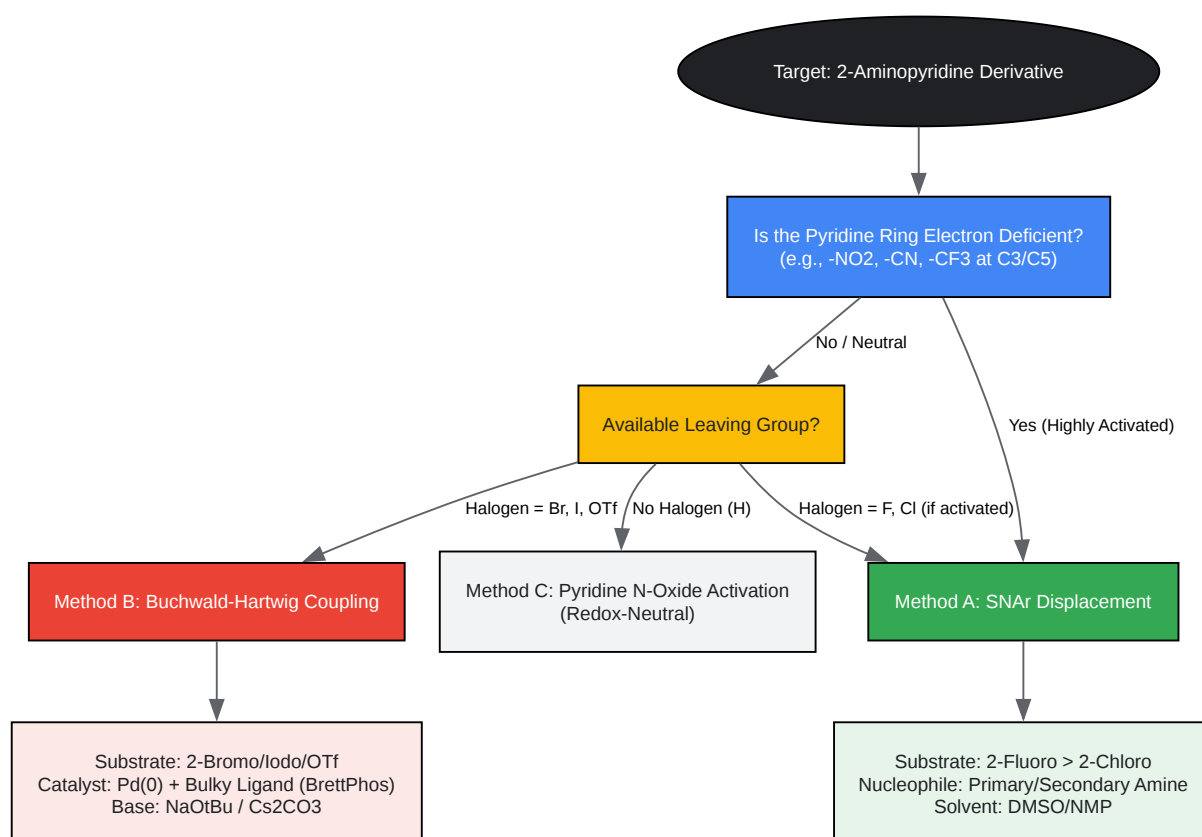 Target: 2-Aminopyridine Derivative
Is the Pyridine Ring Electron Deficient?
(e.g., -NO2, -CN, -CF3 at C3/C5)
No / Neutral
Yes (Highly Activated)
Available Leaving Group?
Halogen = Br, I, OTf
No Halogen (H)
Halogen = F, Cl (if activated)
Method B: Buchwald-Hartwig Coupling
Method C: Pyridine N-Oxide Activation
(Redox-Neutral)
Method A: SNAr Displacement
Substrate: 2-Bromo/Iodo/OTf
Catalyst: Pd(0) + Bulky Ligand (BrettPhos)
Base: NaOtBu / Cs2CO3
Substrate: 2-Fluoro > 2-Chloro
Nucleophile: Primary/Secondary Amine
Solvent: DMSO/NMP